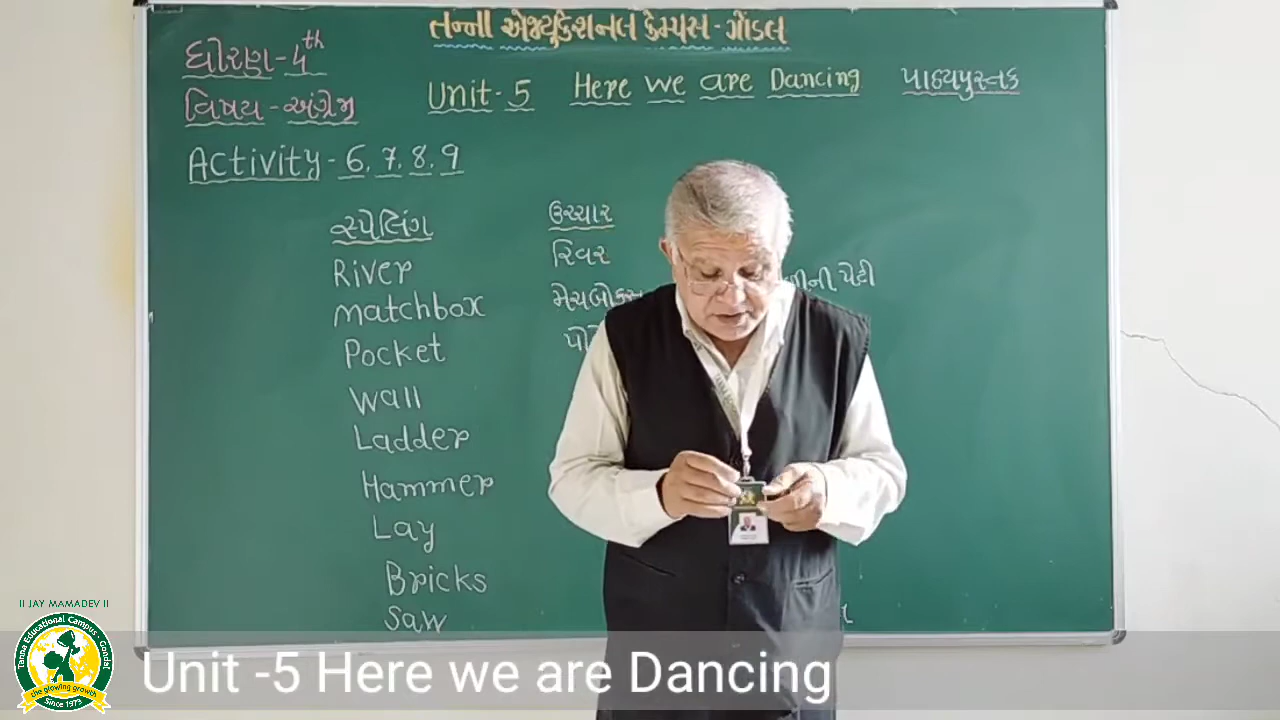 તન્ના એજ્યુકેશનલ કેમ્પસ - ગોંડલ
ધોરણ - 4th
Unit - 5 Here we are Dancing પાઠ્યપુસ્તક
વિષય - અંગ્રેજી
Activity - 6, 7, 8, 9
સ્પેલિંગ ઉચ્ચાર
River રિવર
matchbox મેચબોક્સ પેટી
Pocket
Wall
Ladder
Hammer
Lay
Bricks
Saw
II JAY MAMADEV II
Tanna Educational Campus - Gondal
the glowing growth
Since 1973
Unit -5 Here we are Dancing